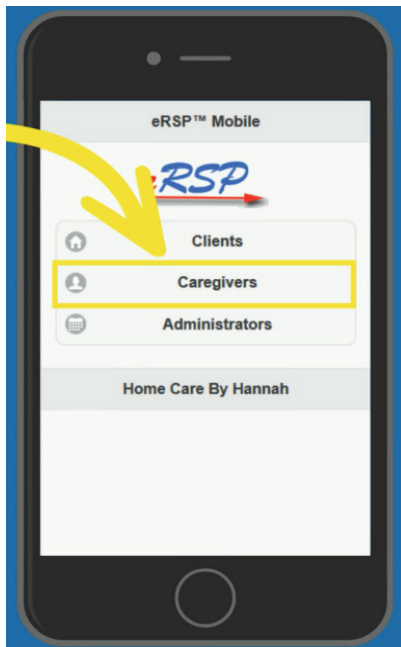 eRSP™ Mobile
eRSP
Clients
Caregivers
Administrators
Home Care By Hannah